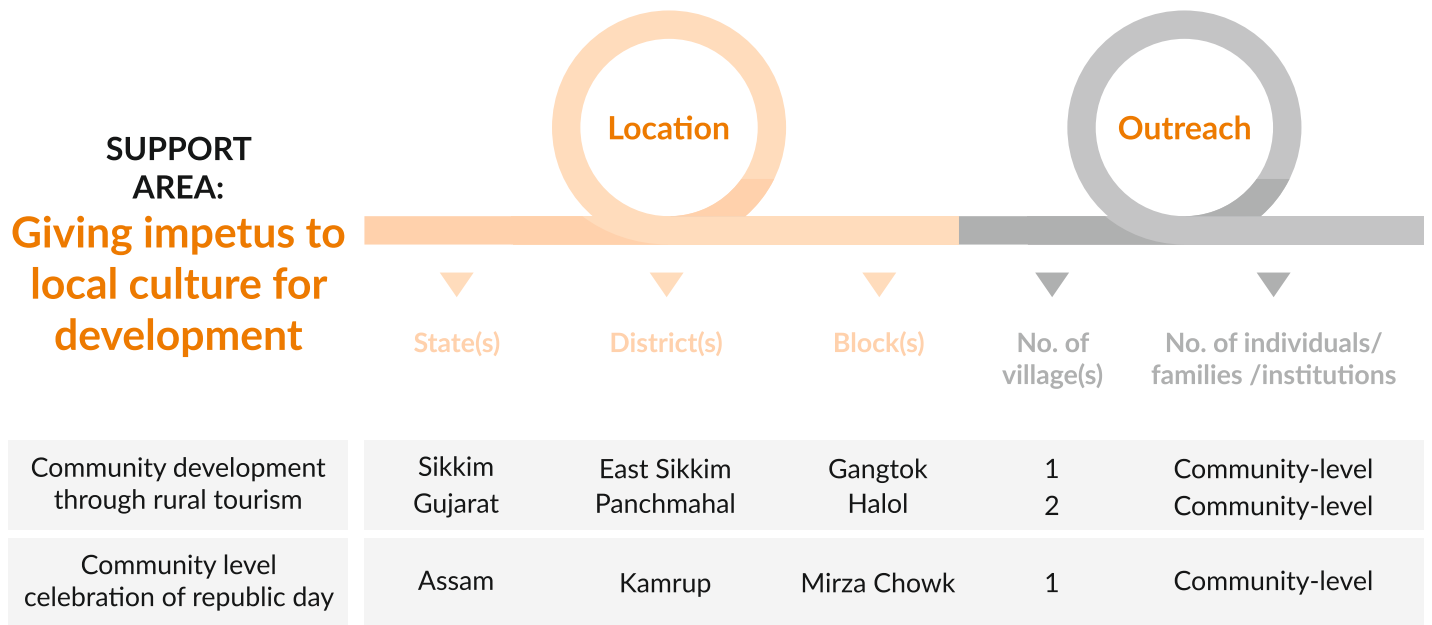 SUPPORT
AREA:
Giving impetus to
local culture for
development
Location
Outreach
State(s)
District(s)
Block(s)
No. of
village(s)
No. of individuals/
families /institutions
Community development
through rural tourism
Sikkim East Sikkim Gangtok 1 Community-level
Gujarat Panchmahal Halol 2 Community-level
Community level
celebration of republic day
Assam Kamrup Mirza Chowk 1 Community-level